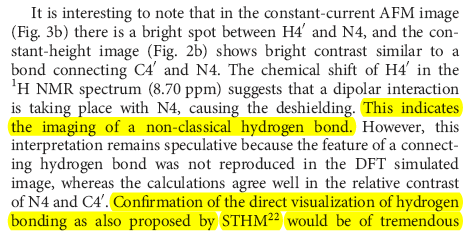 It is interesting to note that in the constant-current AFM image
(Fig. 3b) there is a bright spot between H4′ and N4, and the con-
stant-height image (Fig. 2b) shows bright contrast similar to a
bond connecting C4′ and N4. The chemical shift of H4′ in the
¹H NMR spectrum (8.70 ppm) suggests that a dipolar interaction
is taking place with N4, causing the deshielding. This indicates
the imaging of a non-classical hydrogen bond. However, this
interpretation remains speculative because the feature of a connect-
ing hydrogen bond was not reproduced in the DFT simulated
image, whereas the calculations agree well in the relative contrast
of N4 and C4′. Confirmation of the direct visualization of hydrogen
bonding as also proposed by STHM²² would be of tremendous